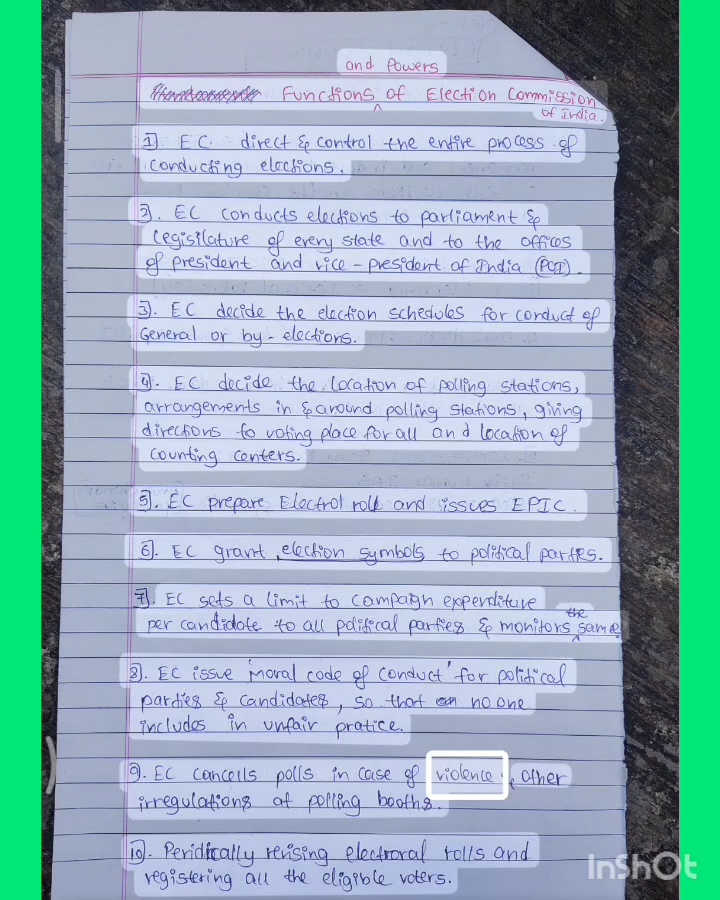 and Powers
Functions of Election Commission
of India.
1]. EC direct & control the entire process of
conducting elections.
2]. EC conducts elections to parliament &
legisilature of every state and to the offices
of president and vice-president of India (POI).
3]. EC decide the election schedules for conduct of
General or by-elections.
4]. EC decide the location of polling stations,
arrangements in & around polling stations, giving
directions to voting place for all and location of
counting centers.
5]. EC prepare Electrol roll and issues EPIC.
6]. EC grant election symbols to political parties.
7]. EC sets a limit to campaign expenditure
the
per candidate to all political parties & monitors same
8]. EC issue 'moral code of conduct' for political
parties & candidates, so that no one
includes in unfair pratice.
9]. EC cancells polls in case of violence & other
irregulations at polling booths.
10]. Peridically revising electroral rolls and
registering all the eligible voters.
InShOt